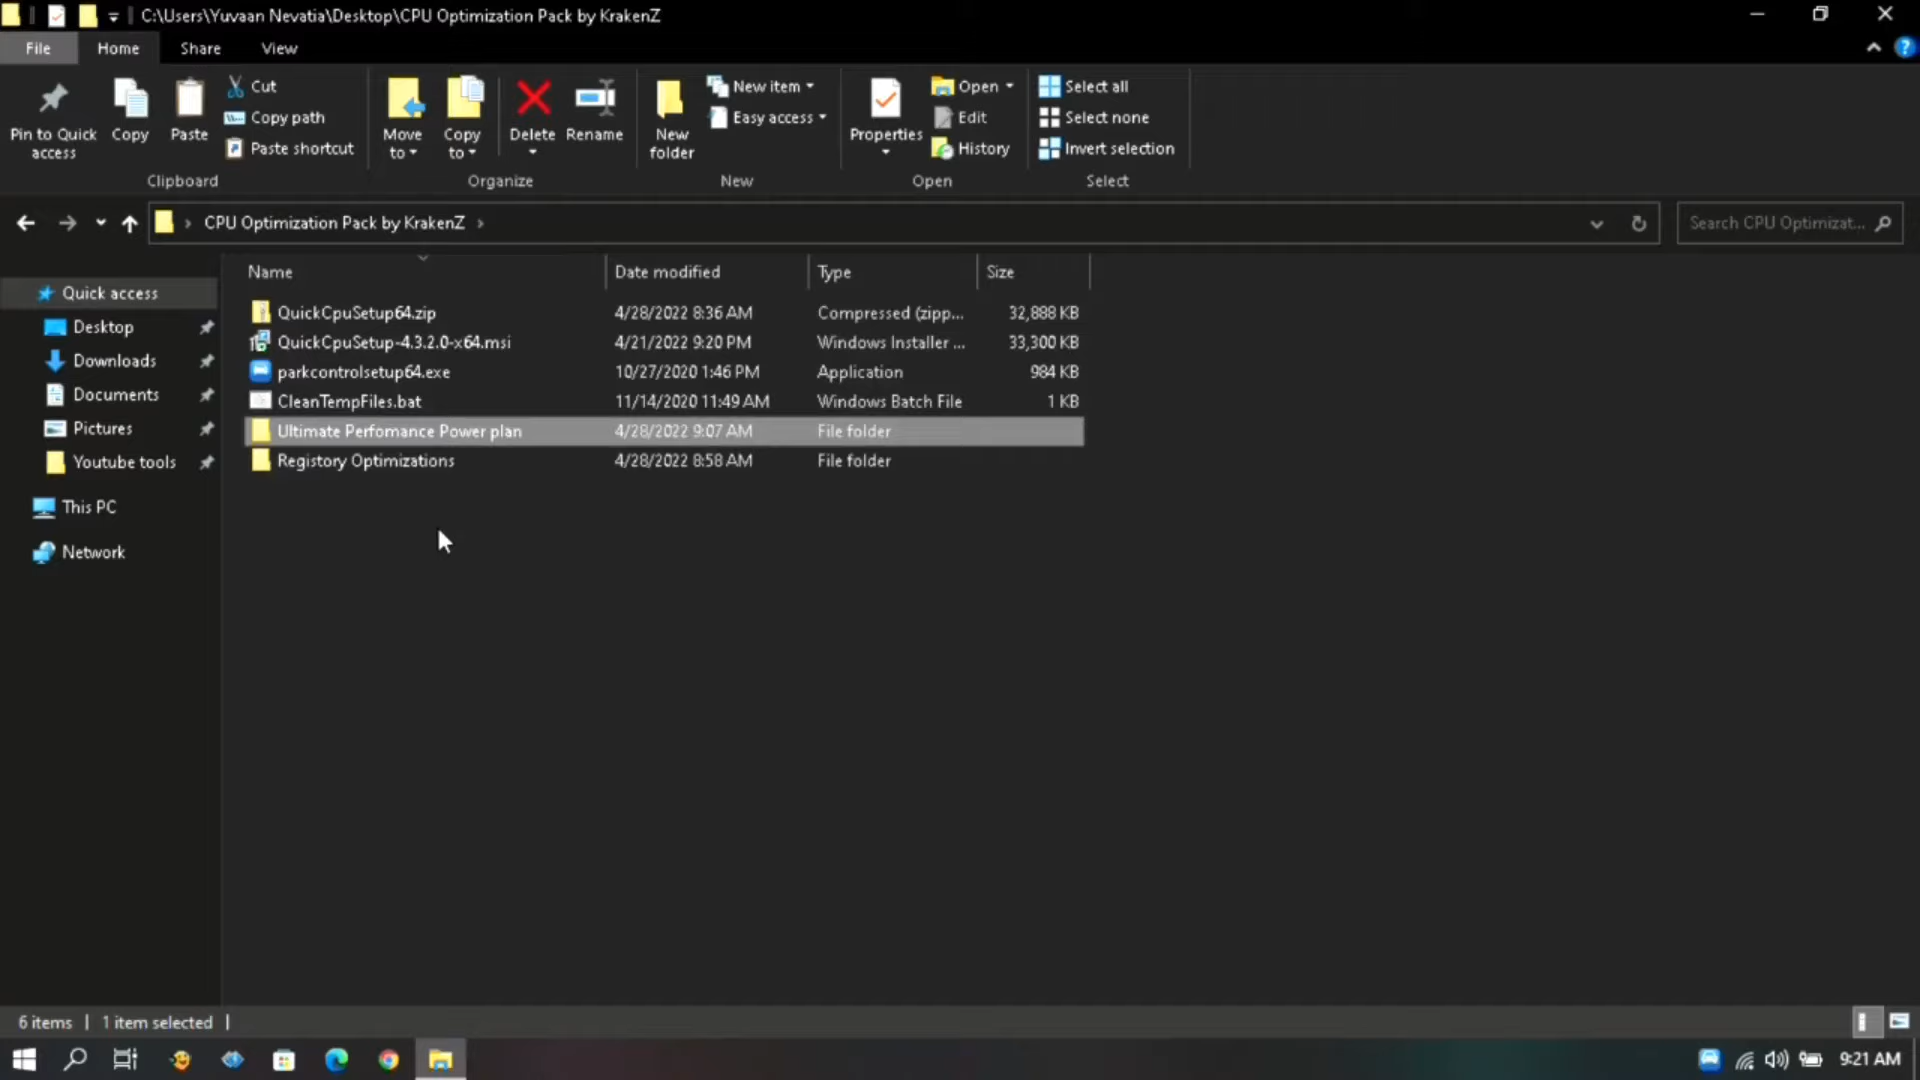 C:\Users\Yuvaan Nevatia\Desktop\CPU Optimization Pack by KrakenZ
File Home Share View
Pin to Quick access
Copy
Paste
Cut
Copy path
Paste shortcut
Move to
Copy to
Delete
Rename
New folder
New item
Easy access
Properties
Open
Edit
History
Select all
Select none
Invert selection
Clipboard Organize New Open Select
CPU Optimization Pack by KrakenZ
Search CPU Optimizat...
Name Date modified Type Size
QuickCpuSetup64.zip 4/28/2022 8:36 AM Compressed (zipp... 32,888 KB
QuickCpuSetup-4.3.2.0-x64.msi 4/21/2022 9:20 PM Windows Installer ... 33,300 KB
parkcontrolsetup64.exe 10/27/2020 1:46 PM Application 984 KB
CleanTempFiles.bat 11/14/2020 11:49 AM Windows Batch File 1 KB
Ultimate Perfomance Power plan 4/28/2022 9:07 AM File folder
Registory Optimizations 4/28/2022 8:58 AM File folder
Quick access
Desktop
Downloads
Documents
Pictures
Youtube tools
This PC
Network
6 items 1 item selected
9:21 AM